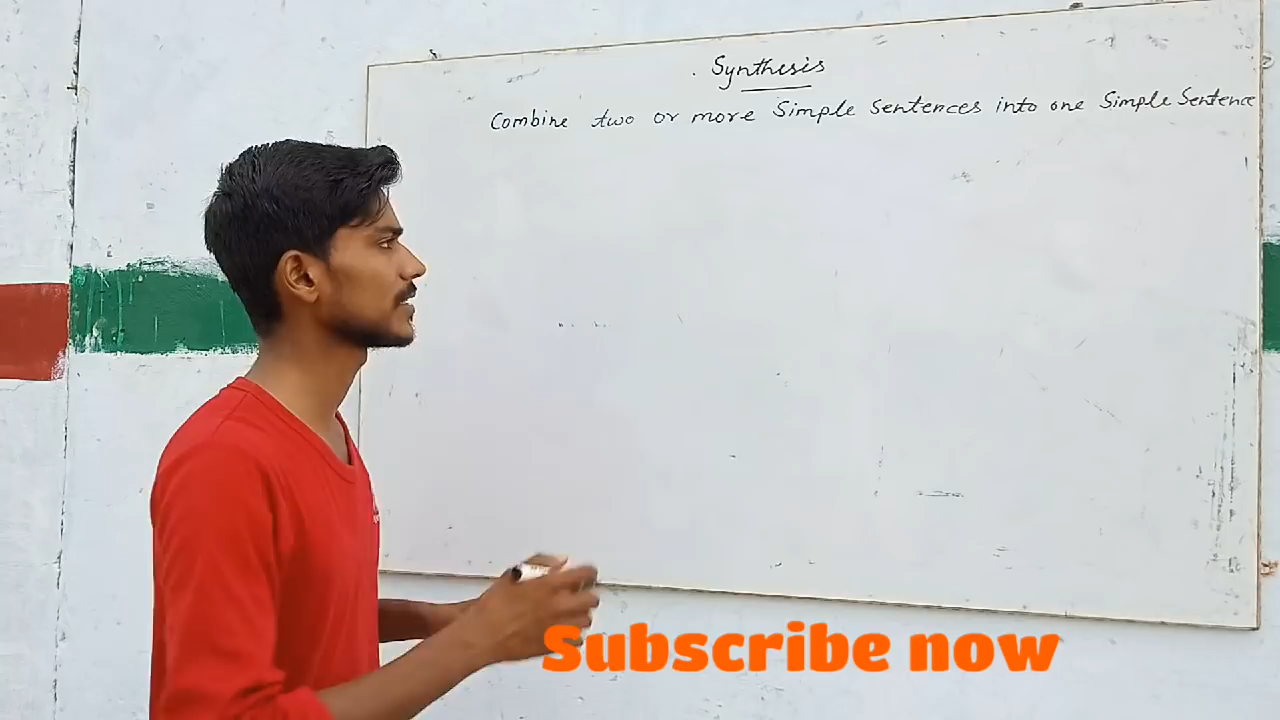 Synthesis
Combine two or more Simple Sentences into one Simple Sentence
Subscribe now